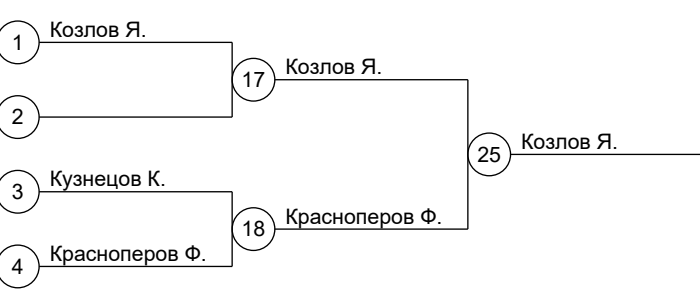 1 Козлов Я.
17 Козлов Я.
2
25 Козлов Я.
3 Кузнецов К.
18 Красноперов Ф.
4 Красноперов Ф.